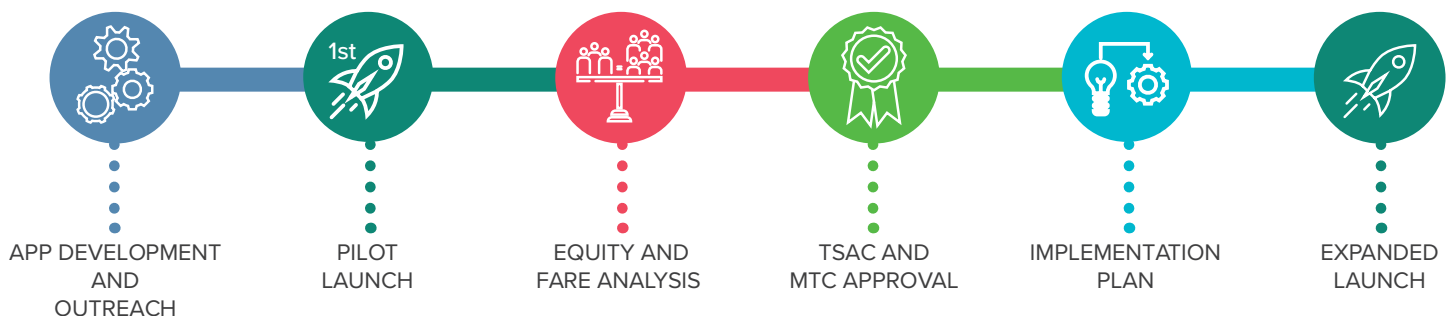 1st
APP DEVELOPMENT
AND
OUTREACH
PILOT
LAUNCH
EQUITY AND
FARE ANALYSIS
TSAC AND
MTC APPROVAL
IMPLEMENTATION
PLAN
EXPANDED
LAUNCH